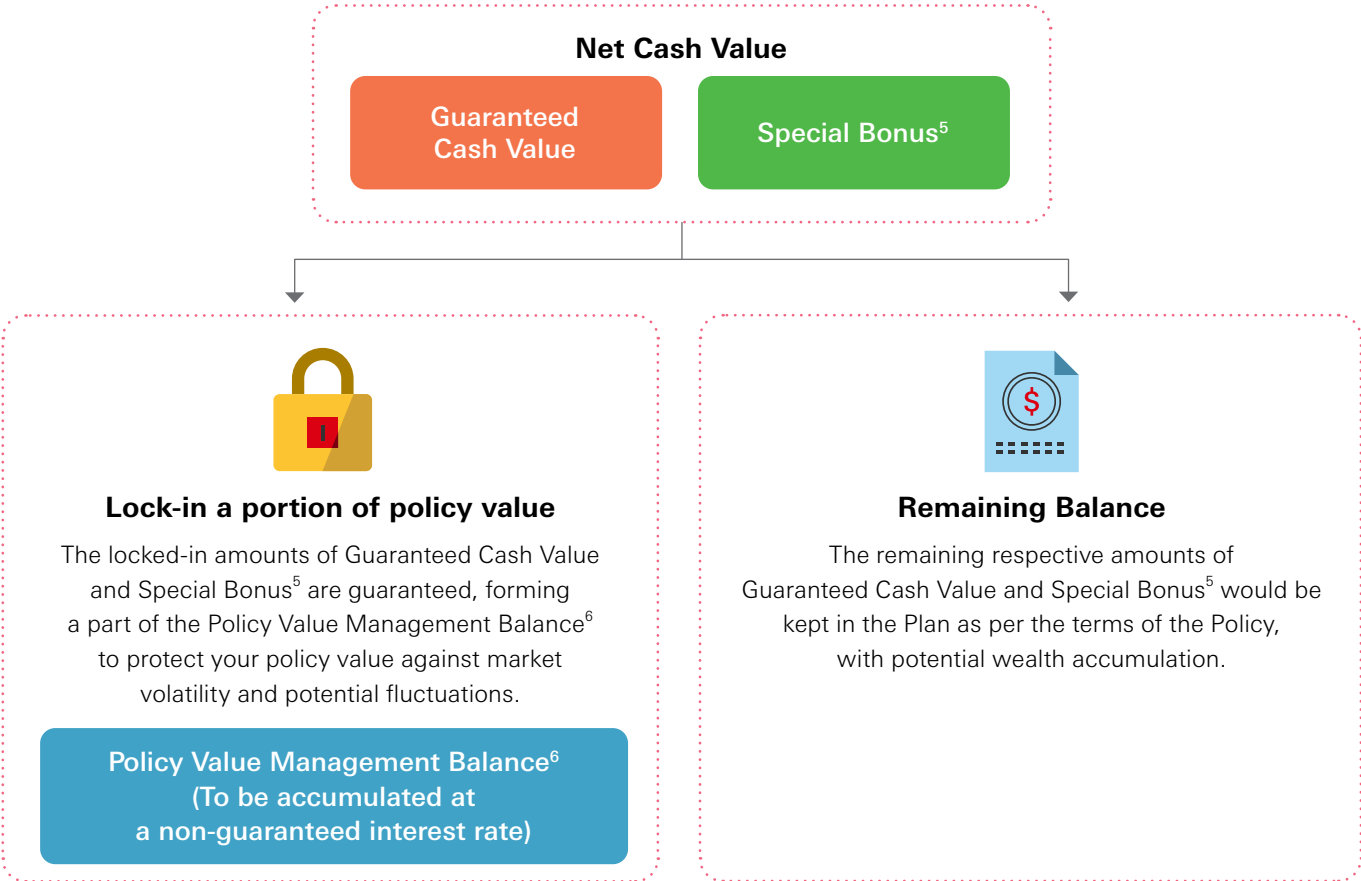 Net Cash Value
Guaranteed
Cash Value
Special Bonus⁵
Lock-in a portion of policy value
The locked-in amounts of Guaranteed Cash Value
and Special Bonus⁵ are guaranteed, forming
a part of the Policy Value Management Balance⁶
to protect your policy value against market
volatility and potential fluctuations.
Policy Value Management Balance⁶
(To be accumulated at
a non-guaranteed interest rate)
$
Remaining Balance
The remaining respective amounts of
Guaranteed Cash Value and Special Bonus⁵ would be
kept in the Plan as per the terms of the Policy,
with potential wealth accumulation.